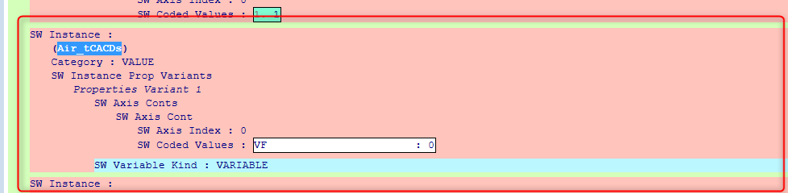 SW Axis Index : 0
SW Coded Values : 1. 1
SW Instance :
(Air_tCACDs)
Category : VALUE
SW Instance Prop Variants
Properties Variant 1
SW Axis Conts
SW Axis Cont
SW Axis Index : 0
SW Coded Values : VF : 0
SW Variable Kind : VARIABLE
SW Instance :